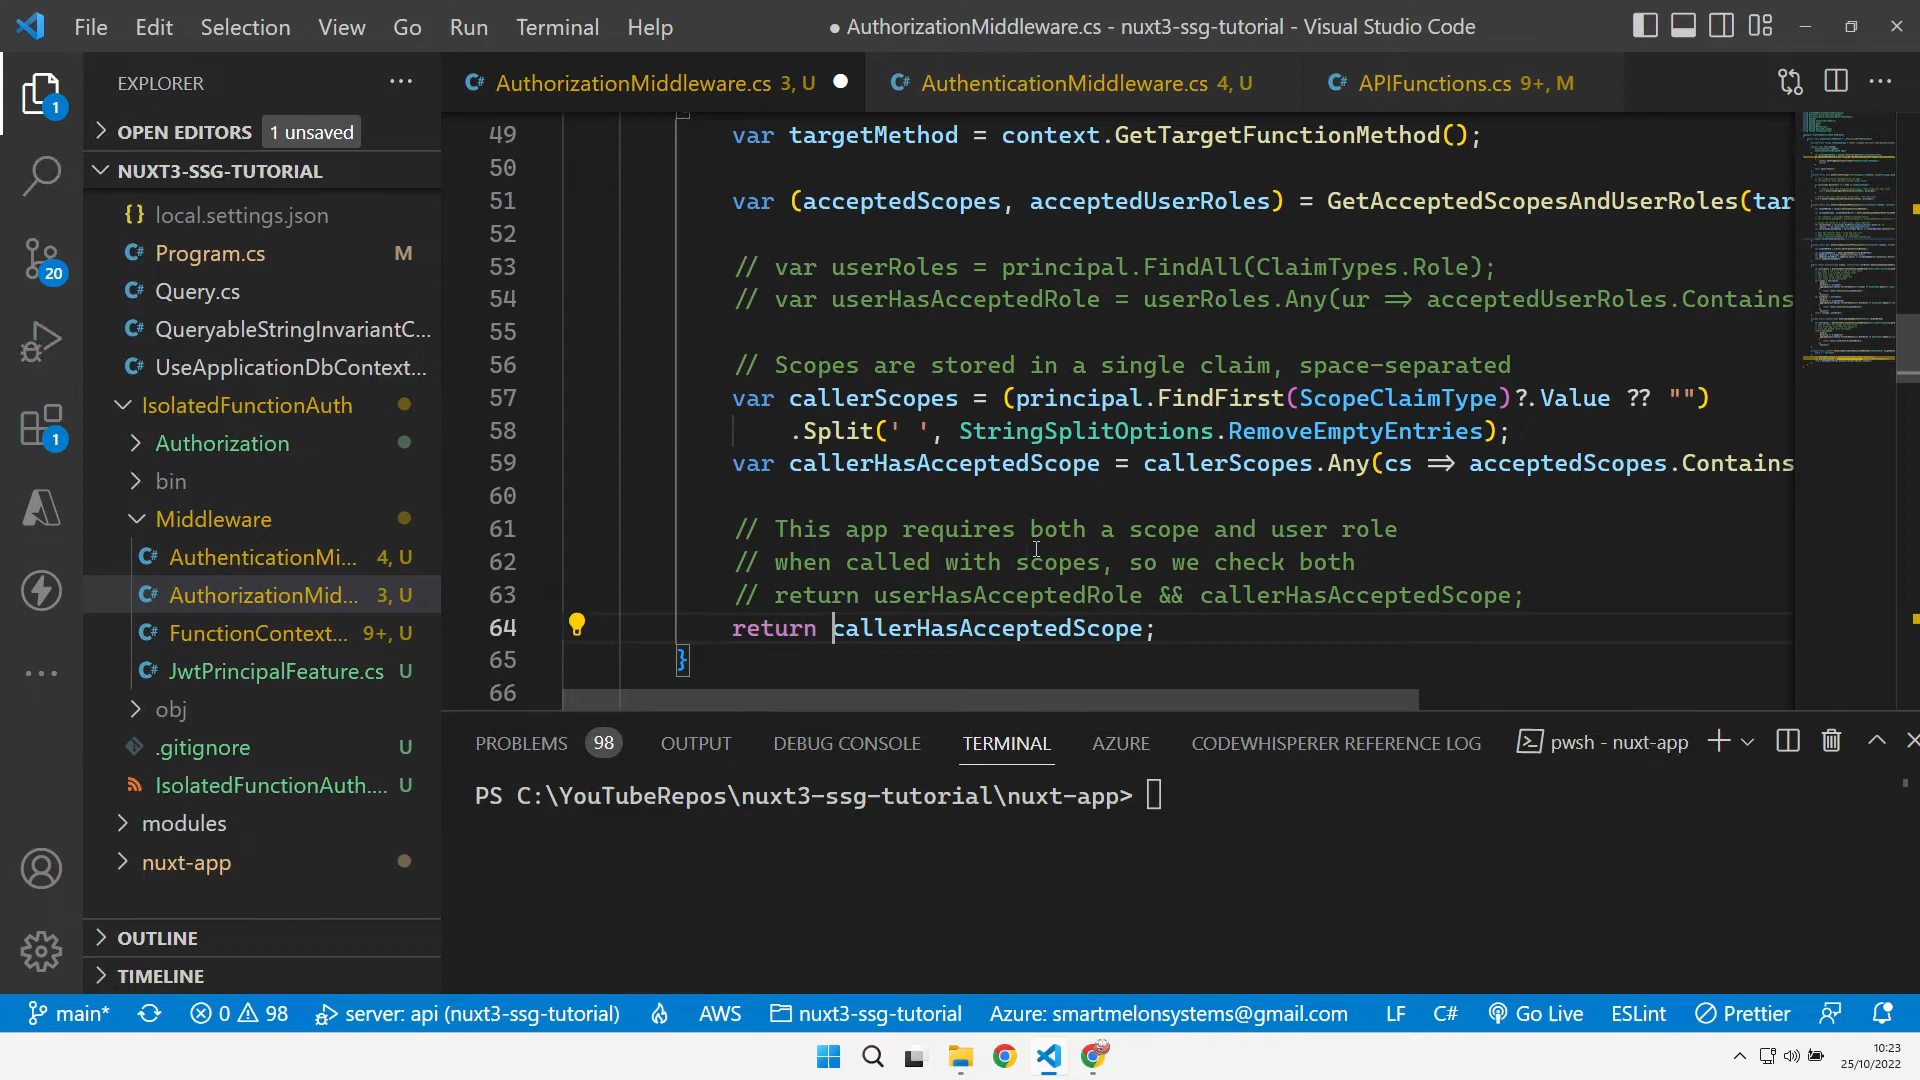 File Edit Selection View Go Run Terminal Help
● AuthorizationMiddleware.cs - nuxt3-ssg-tutorial - Visual Studio Code
EXPLORER
OPEN EDITORS 1 unsaved
NUXT3-SSG-TUTORIAL
{} local.settings.json
C# Program.cs M
C# Query.cs
C# QueryableStringInvariantC...
C# UseApplicationDbContext...
IsolatedFunctionAuth
Authorization
bin
Middleware
C# AuthenticationMi... 4, U
C# AuthorizationMid... 3, U
C# FunctionContext... 9+, U
C# JwtPrincipalFeature.cs U
obj
.gitignore U
IsolatedFunctionAuth.... U
modules
nuxt-app
OUTLINE
TIMELINE
1
20
1
C# AuthorizationMiddleware.cs 3, U
C# AuthenticationMiddleware.cs 4, U
C# APIFunctions.cs 9+, M
49 var targetMethod = context.GetTargetFunctionMethod();
50
51 var (acceptedScopes, acceptedUserRoles) = GetAcceptedScopesAndUserRoles(tar
52
53 // var userRoles = principal.FindAll(ClaimTypes.Role);
54 // var userHasAcceptedRole = userRoles.Any(ur => acceptedUserRoles.Contains
55
56 // Scopes are stored in a single claim, space-separated
57 var callerScopes = (principal.FindFirst(ScopeClaimType)?.Value ?? "")
58 .Split(' ', StringSplitOptions.RemoveEmptyEntries);
59 var callerHasAcceptedScope = callerScopes.Any(cs => acceptedScopes.Contains
60
61 // This app requires both a scope and user role
62 // when called with scopes, so we check both
63 // return userHasAcceptedRole && callerHasAcceptedScope;
64 return callerHasAcceptedScope;
65 }
66
PROBLEMS 98 OUTPUT DEBUG CONSOLE TERMINAL AZURE CODEWHISPERER REFERENCE LOG pwsh - nuxt-app
PS C:\YouTubeRepos\nuxt3-ssg-tutorial\nuxt-app>
main* 0 98 server: api (nuxt3-ssg-tutorial) AWS nuxt3-ssg-tutorial Azure: smartmelonsystems@gmail.com LF C# Go Live ESLint Prettier
10:23
25/10/2022